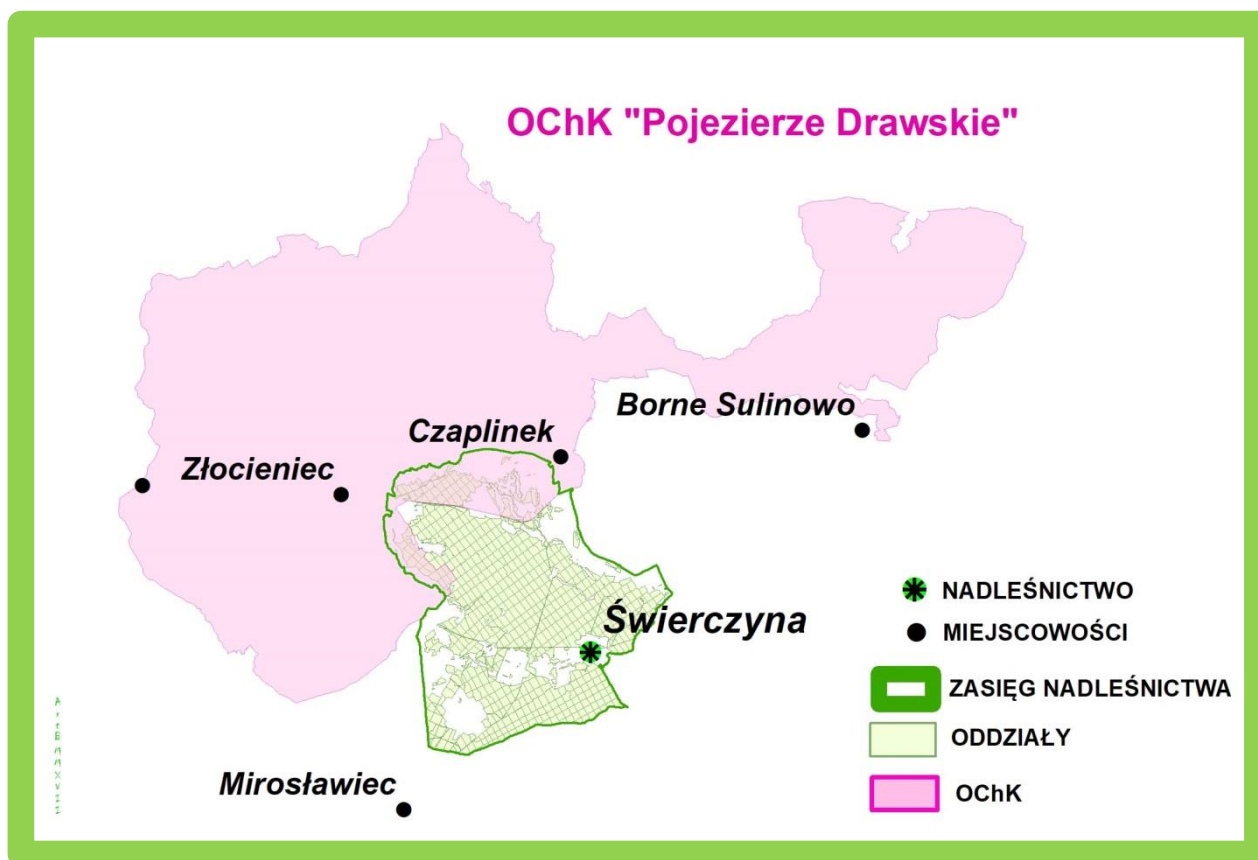 OChK "Pojezierze Drawskie"
Borne Sulinowo
Czaplinek
Złocieniec
Świerczyna
Mirosławiec
NADLEŚNICTWO
MIEJSCOWOŚCI
ZASIĘG NADLEŚNICTWA
ODDZIAŁY
OChK